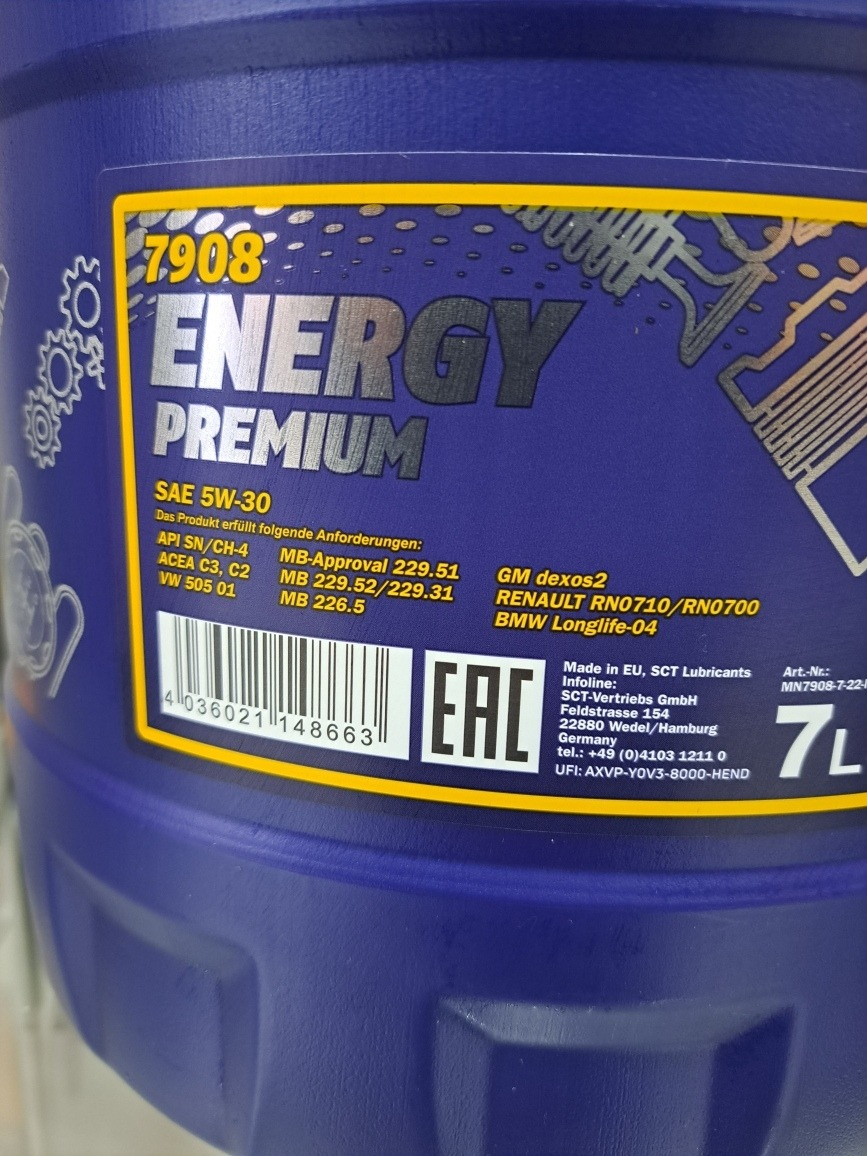 7908
ENERGY
PREMIUM
SAE 5W-30
Das Produkt erfüllt folgende Anforderungen:
API SN/CH-4
ACEA C3, C2
VW 505 01
MB-Approval 229.51
MB 229.52/229.31
MB 226.5
GM dexos2
RENAULT RN0710/RN0700
BMW Longlife-04
4 036021 148663
EAC
Made in EU, SCT Lubricants
Infoline:
SCT-Vertriebs GmbH
Feldstrasse 154
22880 Wedel/Hamburg
Germany
tel.: +49 (0)4103 1211 0
UFI: AXVP-Y0V3-8000-HEND
Art.-Nr.:
MN7908-7-22-
7L